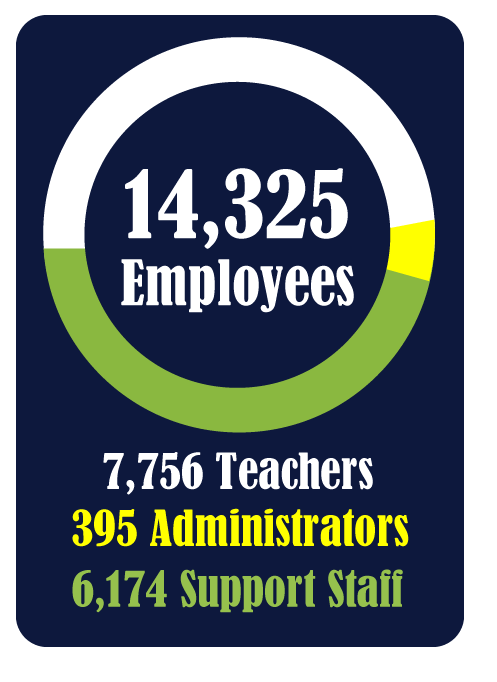 14,325
Employees
7,756 Teachers
395 Administrators
6,174 Support Staff